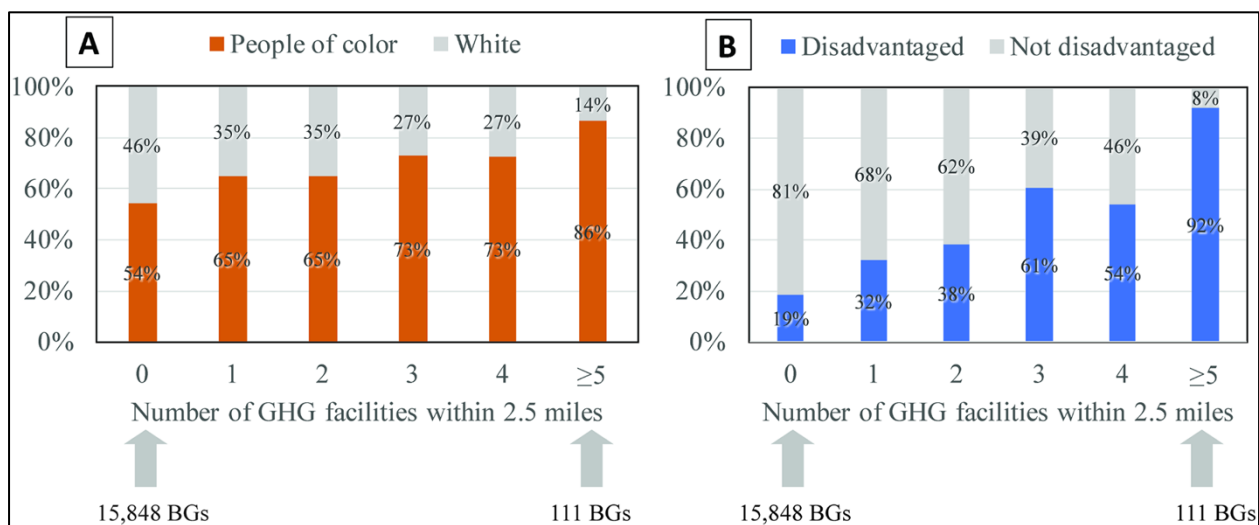 A
People of color White
100%
80%
60%
40%
20%
0%
46% 35% 35% 27% 27% 14%
54% 65% 65% 73% 73% 86%
0 1 2 3 4 ≥5
Number of GHG facilities within 2.5 miles
15,848 BGs 111 BGs
B
Disadvantaged Not disadvantaged
100%
80%
60%
40%
20%
0%
81% 68% 62% 39% 46% 8%
19% 32% 38% 61% 54% 92%
0 1 2 3 4 ≥5
Number of GHG facilities within 2.5 miles
15,848 BGs 111 BGs